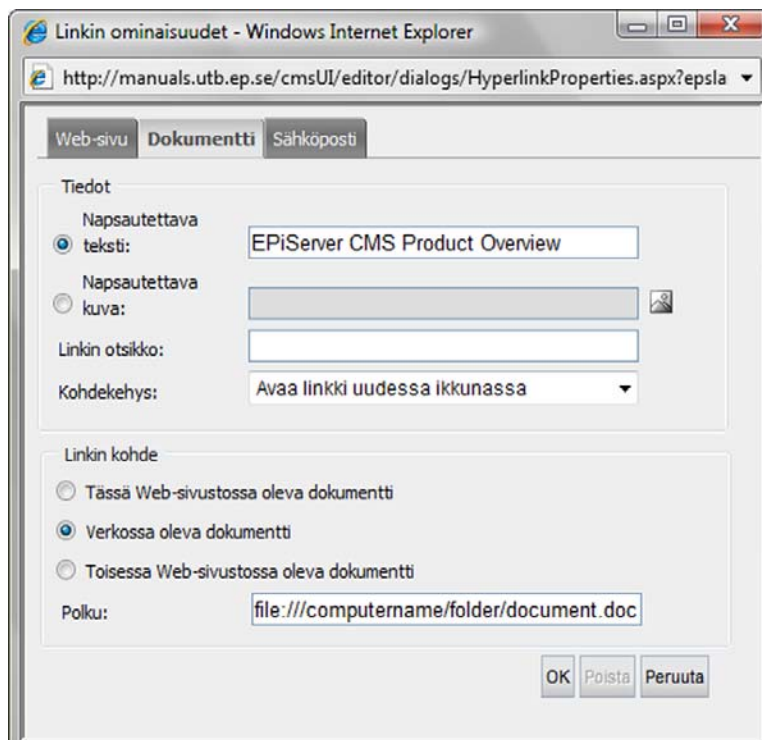 Linkin ominaisuudet - Windows Internet Explorer
http://manuals.utb.ep.se/cmsUI/editor/dialogs/HyperlinkProperties.aspx?epsla
Web-sivu Dokumentti Sähköposti
Tiedot
Napsautettava
teksti: EPiServer CMS Product Overview
Napsautettava
kuva:
Linkin otsikko:
Kohdekehys: Avaa linkki uudessa ikkunassa
Linkin kohde
Tässä Web-sivustossa oleva dokumentti
Verkossa oleva dokumentti
Toisessa Web-sivustossa oleva dokumentti
Polku: file:///computername/folder/document.doc
OK Poista Peruuta